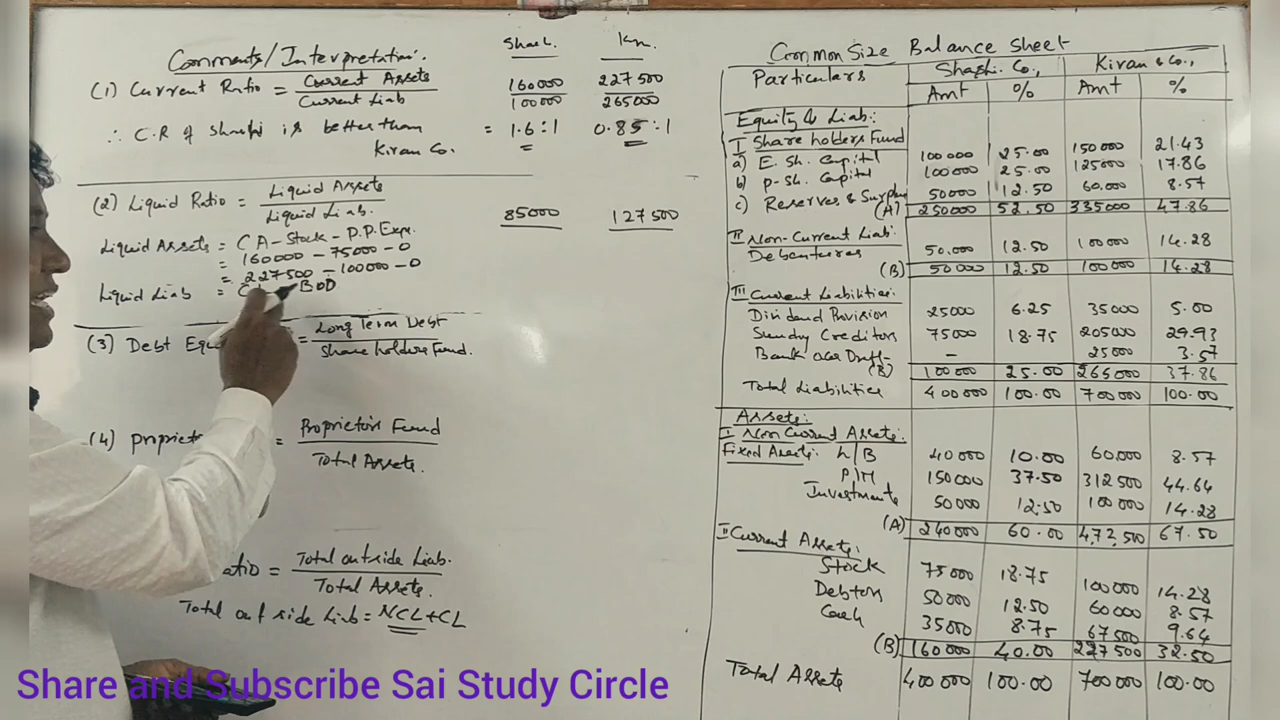 Comments/Interpretation.
Shash. Kn.
(1) Current Ratio = Current Assets / Current Liab 160000 / 100000 227500 / 265000
∴ C.R of Shashi is better than Kiran Co. = 1.6:1 0.85:1
(2) Liquid Ratio = Liquid Assets / Liquid Liab. 85000 127500
Liquid Assets = CA - Stock - P.P.Exp.
= 160000 - 75000 - 0
= 227500 - 100000 - 0
Liquid Liab = BOD
(3) Debt = Long Term Debt / Shareholders Fund.
(4) = Proprietors Fund / Total Assets.
= Total outside Liab. / Total Assets.
Total out side Liab = NCL + CL
Common Size Balance Sheet
Particulars Shashi. Co., Kiran & Co.,
Amt % Amt %
Equity & Liab:
I Share holders Fund
a) E. Sh. Capital 100000 25.00 150000 21.43
b) P-Sh. Capital 100000 25.00 125000 17.86
c) Reserves & Surplus 50000 12.50 60,000 8.57
(A) 250000 52.50 335000 47.86
II Non-Current Liab:
Debentures 50.000 12.50 100000 14.28
(B) 50000 12.50 100000 14.28
III Current Liabilities:
Dividend Provision 25000 6.25 35000 5.00
Sundry Creditors 75000 18.75 205000 29.93
Bank over Draft - 25000 3.57
(B) 100000 25.00 265000 37.86
Total Liabilities 400000 100.00 700000 100.00
Assets:
I Non Current Assets:
Fixed Assets: L/B 40000 10.00 60.000 8.57
P/M 150000 37.50 312500 44.64
Investments 50000 12.50 100000 14.28
(A) 240000 60.00 4,72,500 67.50
II Current Assets:
Stock 75000 18.75 100000 14.28
Debtors 50000 12.50 60000 8.57
Cash 35000 8.75 67500 9.64
(B) 160000 40.00 227500 32.50
Total Assets 400000 100.00 700000 100.00
Share and Subscribe Sai Study Circle